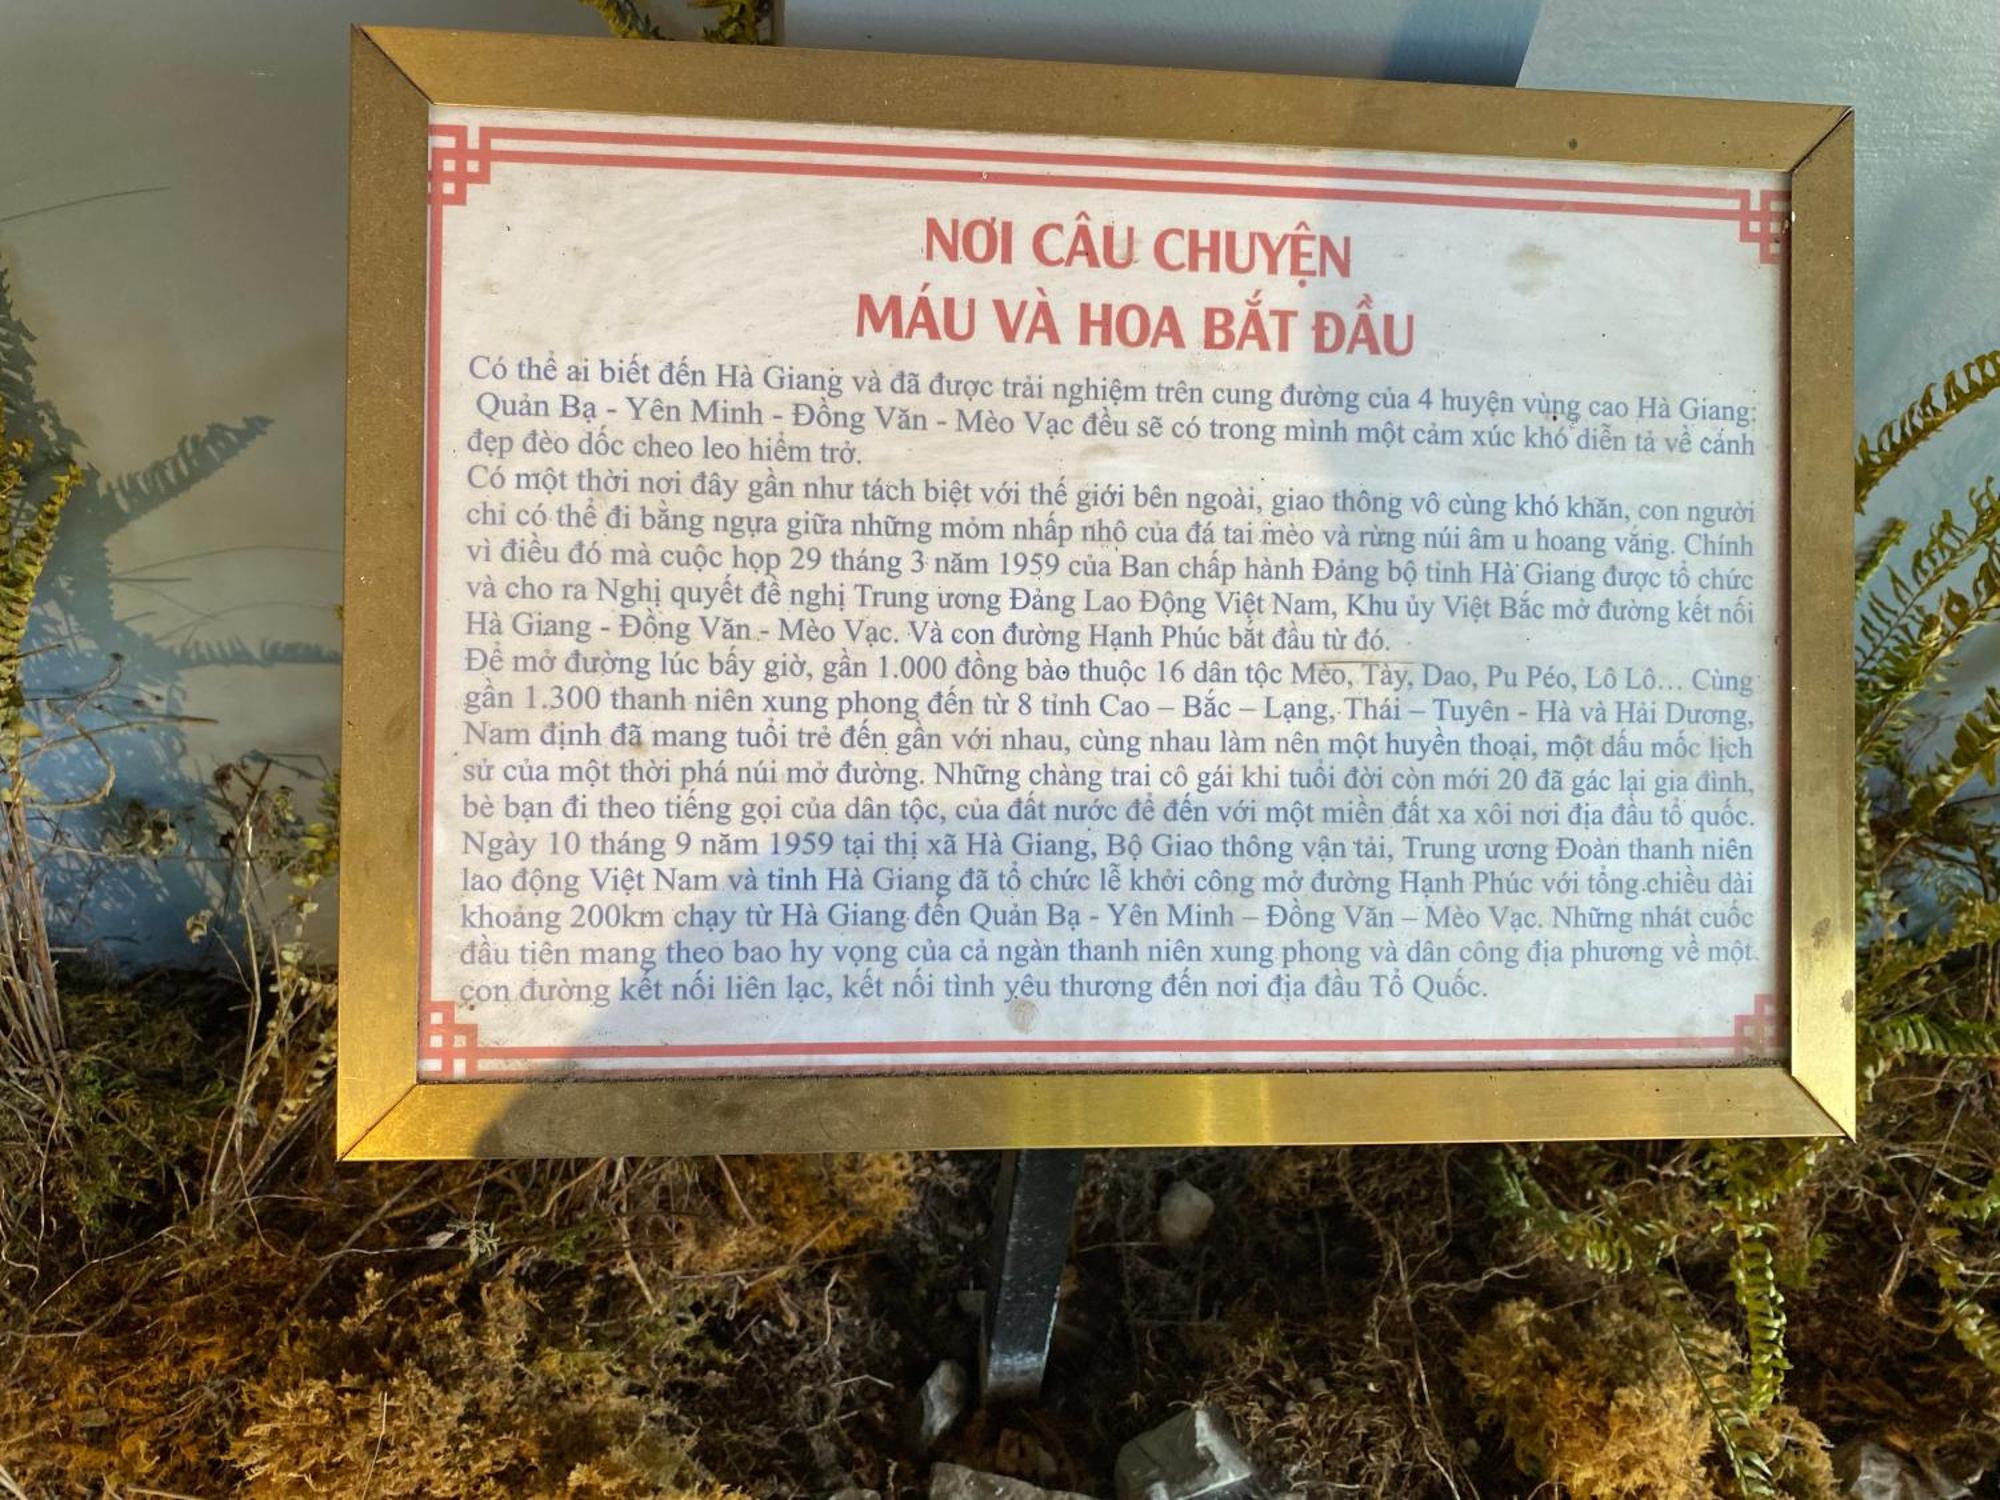 NƠI CÂU CHUYỆN
MÁU VÀ HOA BẮT ĐẦU
Có thể ai biết đến Hà Giang và đã được trải nghiệm trên cung đường của 4 huyện vùng cao Hà Giang:
Quản Bạ - Yên Minh - Đồng Văn - Mèo Vạc đều sẽ có trong mình một cảm xúc khó diễn tả về cảnh
đẹp đèo dốc cheo leo hiểm trở.
Có một thời nơi đây gần như tách biệt với thế giới bên ngoài, giao thông vô cùng khó khăn, con người
chỉ có thể đi bằng ngựa giữa những mỏm nhấp nhô của đá tai mèo và rừng núi âm u hoang vắng. Chính
vì điều đó mà cuộc họp 29 tháng 3 năm 1959 của Ban chấp hành Đảng bộ tỉnh Hà Giang được tổ chức
và cho ra Nghị quyết đề nghị Trung ương Đảng Lao Động Việt Nam, Khu ủy Việt Bắc mở đường kết nối
Hà Giang - Đồng Văn - Mèo Vạc. Và con đường Hạnh Phúc bắt đầu từ đó.
Để mở đường lúc bấy giờ, gần 1.000 đồng bào thuộc 16 dân tộc Mèo, Tày, Dao, Pu Péo, Lô Lô... Cùng
gần 1.300 thanh niên xung phong đến từ 8 tỉnh Cao – Bắc – Lạng, Thái – Tuyên - Hà và Hải Dương,
Nam định đã mang tuổi trẻ đến gần với nhau, cùng nhau làm nên một huyền thoại, một dấu mốc lịch
sử của một thời phá núi mở đường. Những chàng trai cô gái khi tuổi đời còn mới 20 đã gác lại gia đình,
bè bạn đi theo tiếng gọi của dân tộc, của đất nước để đến với một miền đất xa xôi nơi địa đầu tổ quốc.
Ngày 10 tháng 9 năm 1959 tại thị xã Hà Giang, Bộ Giao thông vận tải, Trung ương Đoàn thanh niên
lao động Việt Nam và tỉnh Hà Giang đã tổ chức lễ khởi công mở đường Hạnh Phúc với tổng chiều dài
khoảng 200km chạy từ Hà Giang đến Quản Bạ - Yên Minh – Đồng Văn – Mèo Vạc. Những nhát cuốc
đầu tiên mang theo bao hy vọng của cả ngàn thanh niên xung phong và dân công địa phương về một
con đường kết nối liên lạc, kết nối tình yêu thương đến nơi địa đầu Tổ Quốc.